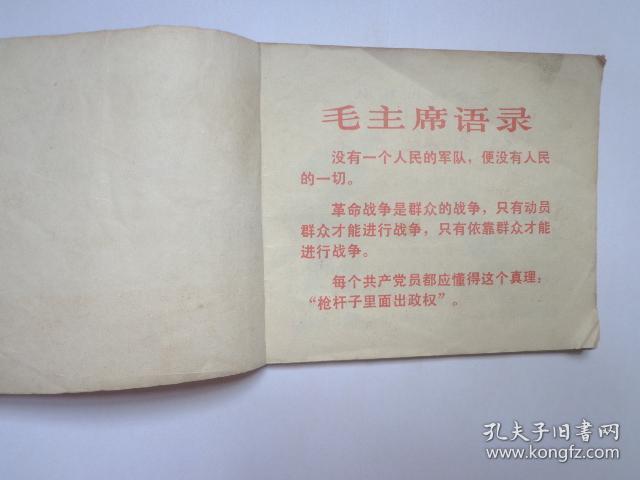 毛主席语录
没有一个人民的军队，便没有人民
的一切。
革命战争是群众的战争，只有动员
群众才能进行战争，只有依靠群众才能
进行战争。
每个共产党员都应懂得这个真理：
“枪杆子里面出政权”。
孔夫子旧书网
www.kongfz.com